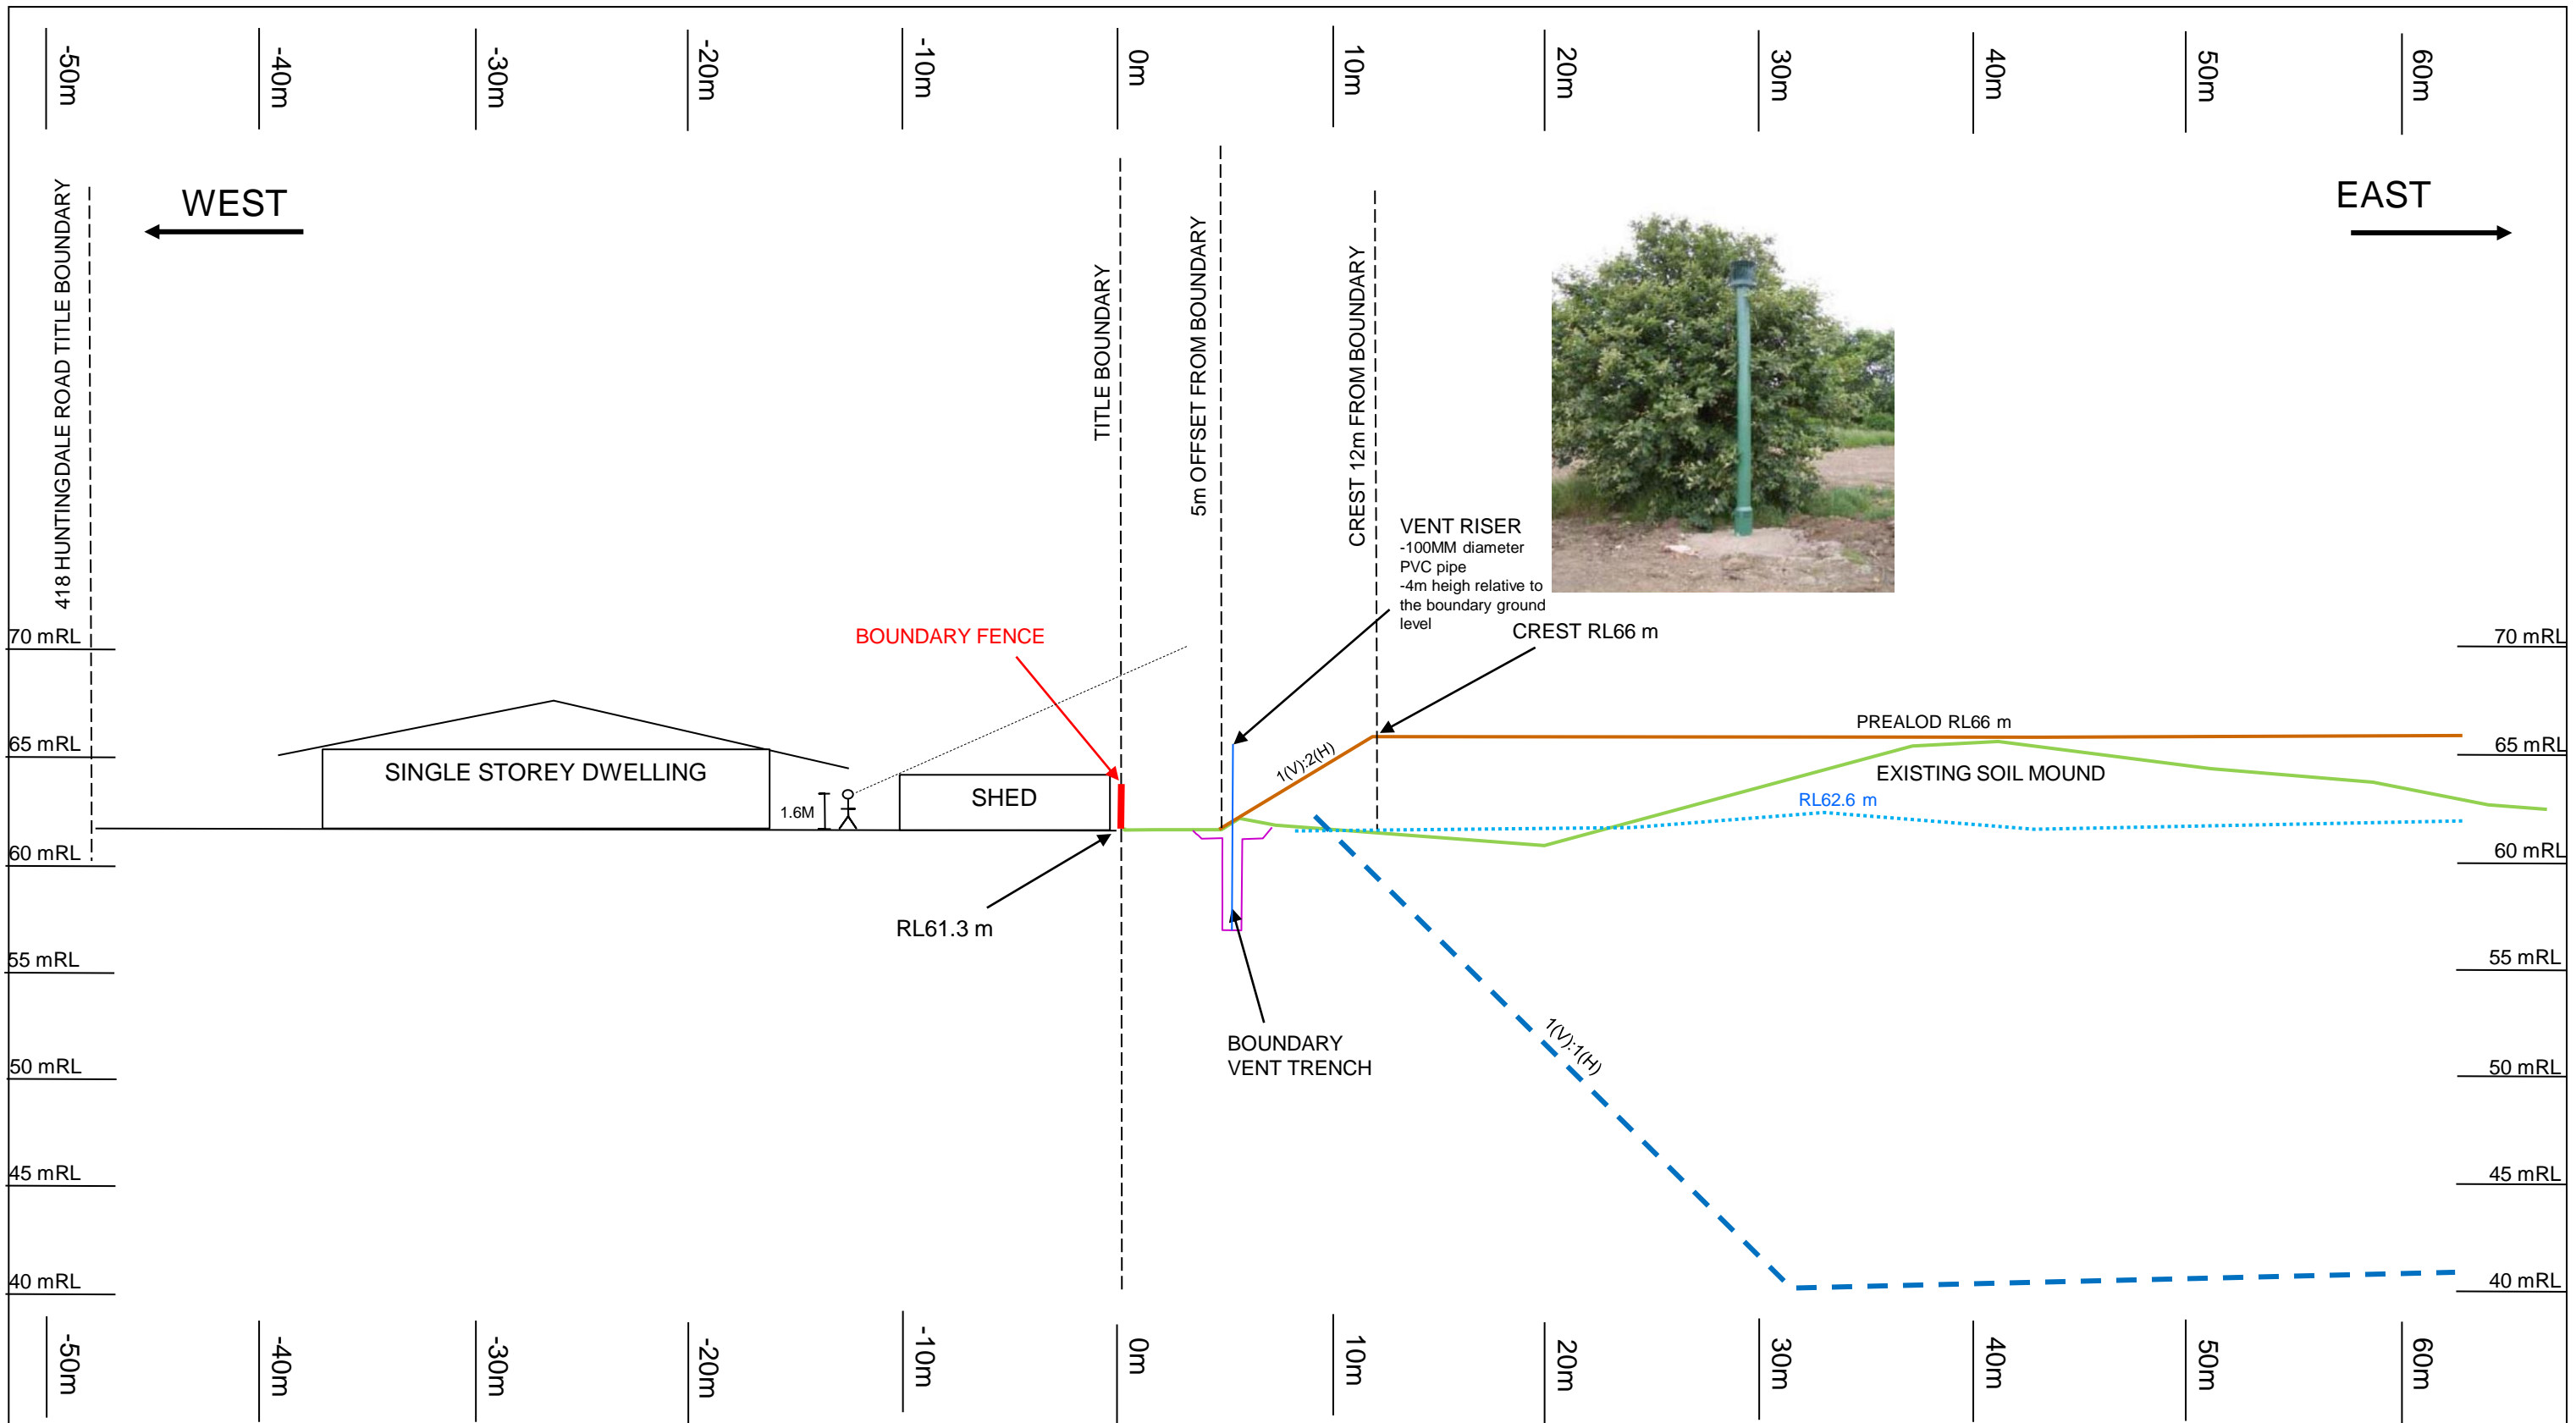 -50m
-40m
-30m
-20m
-10m
0m
10m
20m
30m
40m
50m
60m
WEST
EAST
418 HUNTINGDALE ROAD TITLE BOUNDARY
TITLE BOUNDARY
5m OFFSET FROM BOUNDARY
CREST 12m FROM BOUNDARY
VENT RISER
-100MM diameter
PVC pipe
-4m heigh relative to
the boundary ground
level
70 mRL
BOUNDARY FENCE
CREST RL66 m
70 mRL
PREALOD RL66 m
65 mRL
65 mRL
SINGLE STOREY DWELLING
1(V):2(H)
EXISTING SOIL MOUND
SHED
1.6M
RL62.6 m
60 mRL
60 mRL
RL61.3 m
55 mRL
55 mRL
BOUNDARY
VENT TRENCH
1(V):1(H)
50 mRL
50 mRL
45 mRL
45 mRL
40 mRL
40 mRL
-50m
-40m
-30m
-20m
-10m
0m
10m
20m
30m
40m
50m
60m